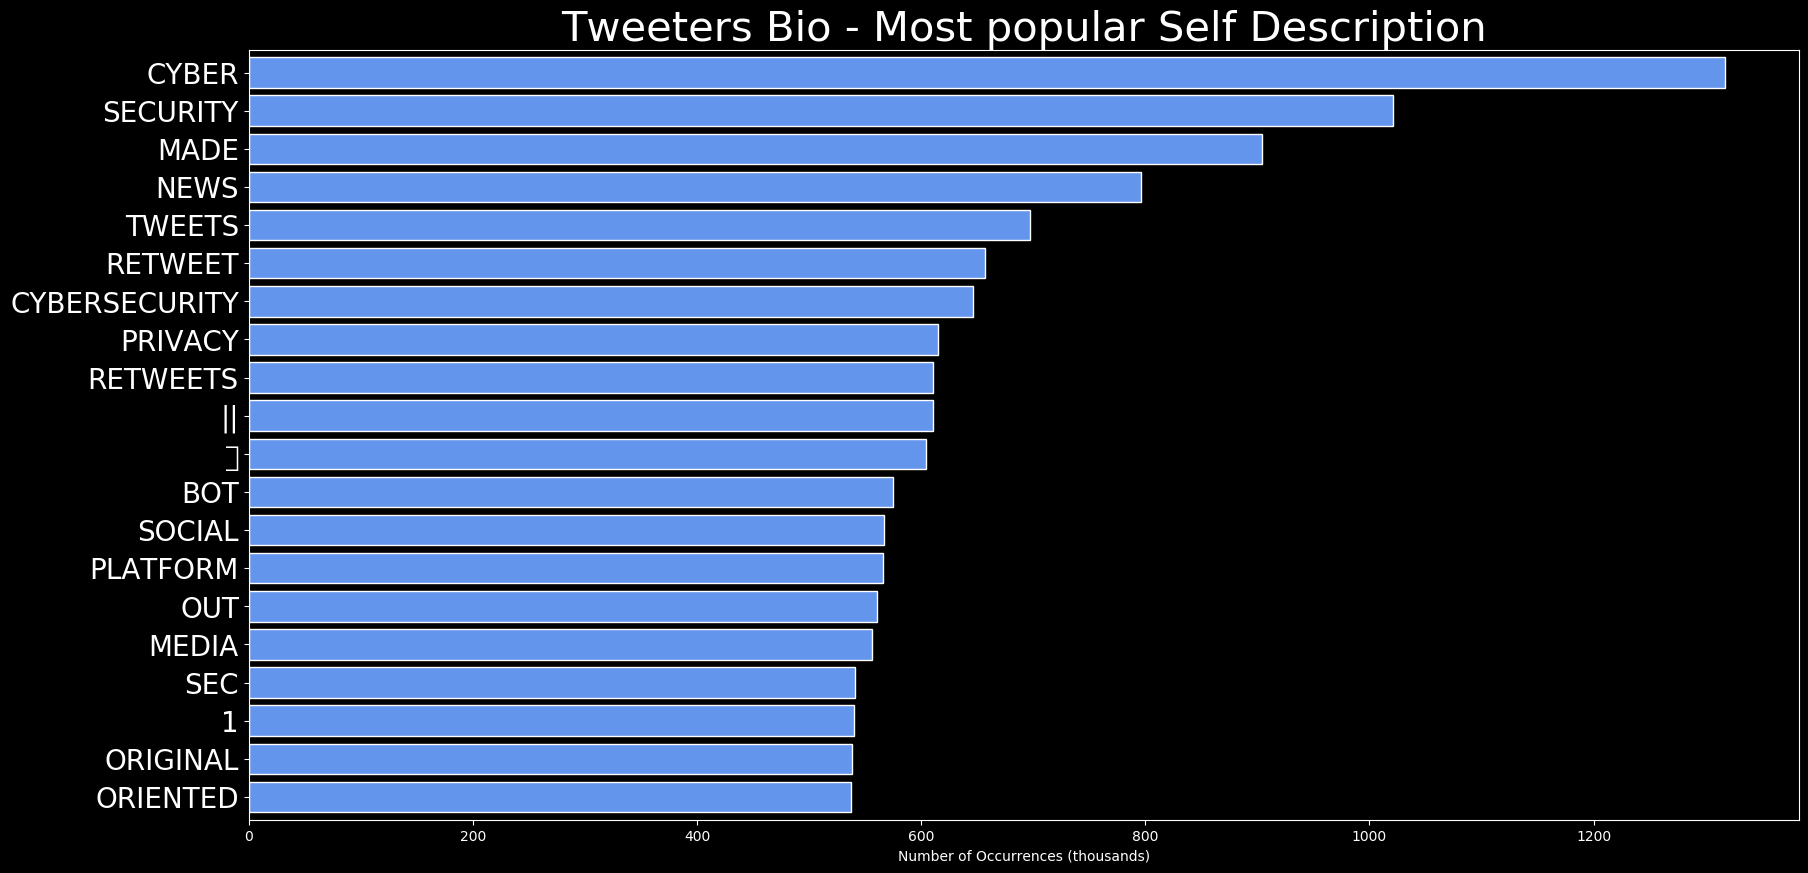 Tweeters Bio - Most popular Self Description
CYBER
SECURITY
MADE
NEWS
TWEETS
RETWEET
CYBERSECURITY
PRIVACY
RETWEETS
||
BOT
SOCIAL
PLATFORM
OUT
MEDIA
SEC
1
ORIGINAL
ORIENTED
0 200 400 600 800 1000 1200
Number of Occurrences (thousands)